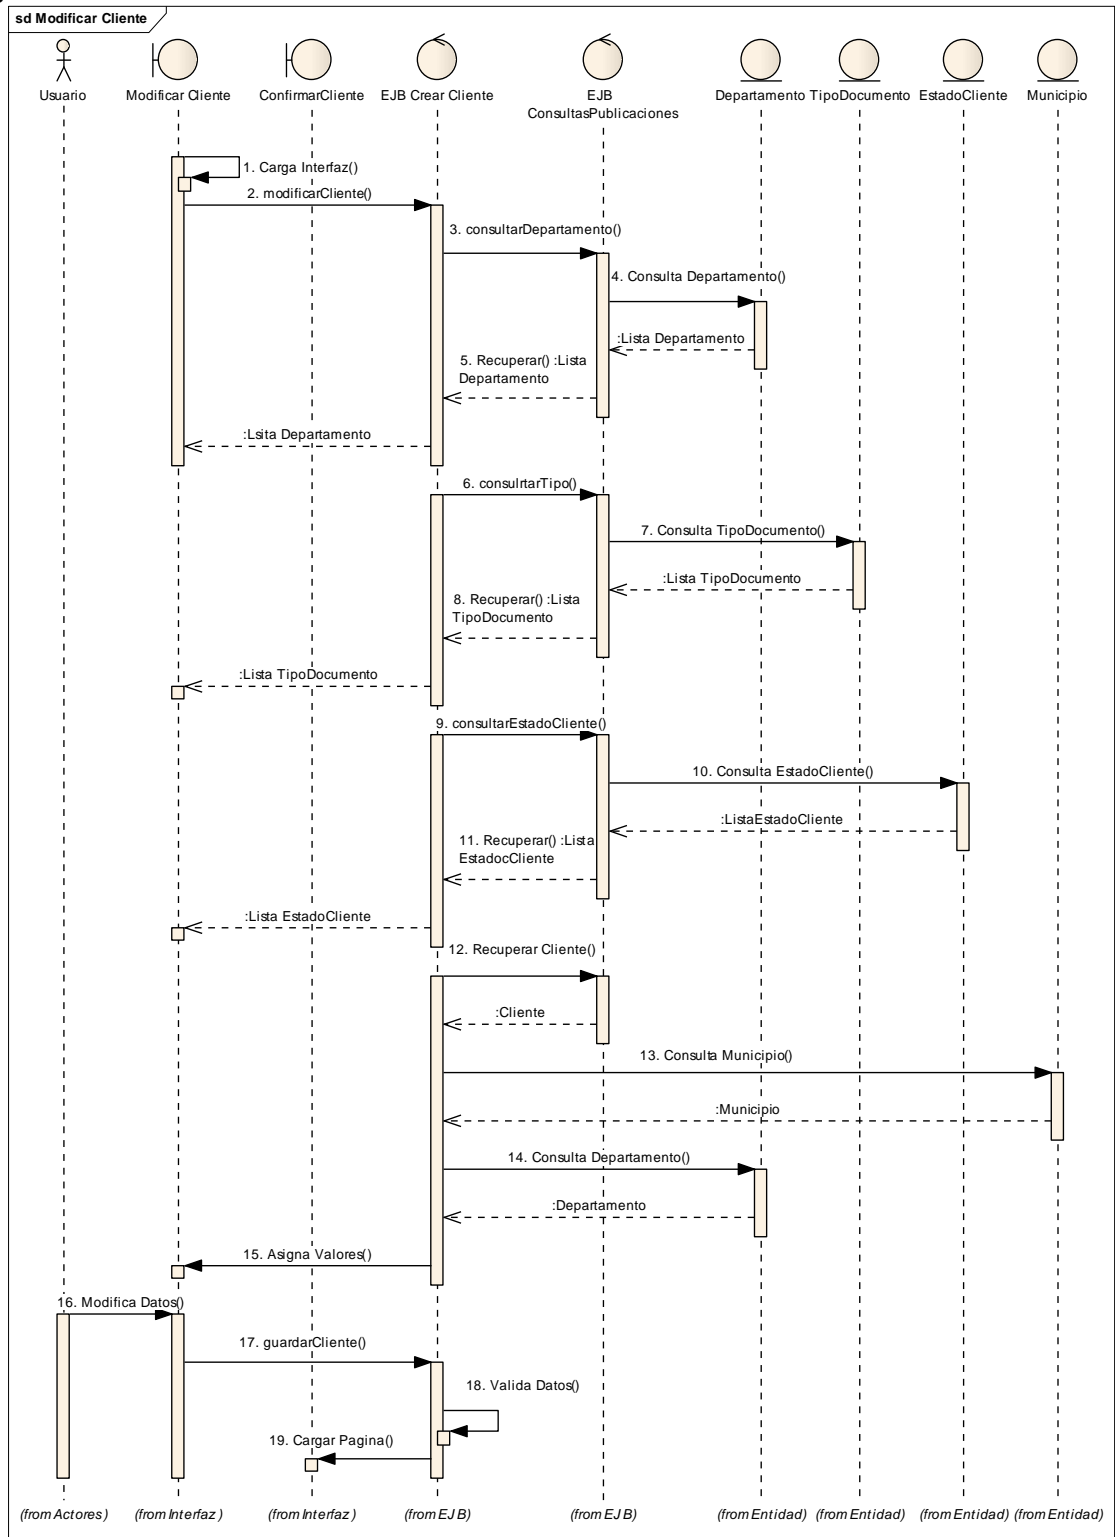 sd Modificar Cliente
Usuario
Modificar Cliente
ConfirmarCliente
EJB Crear Cliente
EJB
ConsultasPublicaciones
Departamento
TipoDocumento
EstadoCliente
Municipio
1. Carga Interfaz()
2. modificarCliente()
3. consultarDepartamento()
4. Consulta Departamento()
:Lista Departamento
5. Recuperar() :Lista
Departamento
:Lsita Departamento
6. consulrtarTipo()
7. Consulta TipoDocumento()
:Lista TipoDocumento
8. Recuperar() :Lista
TipoDocumento
:Lista TipoDocumento
9. consultarEstadoCliente()
10. Consulta EstadoCliente()
:ListaEstadoCliente
11. Recuperar() :Lista
EstadocCliente
:Lista EstadoCliente
12. Recuperar Cliente()
:Cliente
13. Consulta Municipio()
:Municipio
14. Consulta Departamento()
:Departamento
15. Asigna Valores()
16. Modifica Datos()
17. guardarCliente()
18. Valida Datos()
19. Cargar Pagina()
(from Actores)
(from Interfaz )
(from Interfaz )
(from EJB)
(from EJB)
(from Entidad)
(from Entidad)
(from Entidad)
(from Entidad)